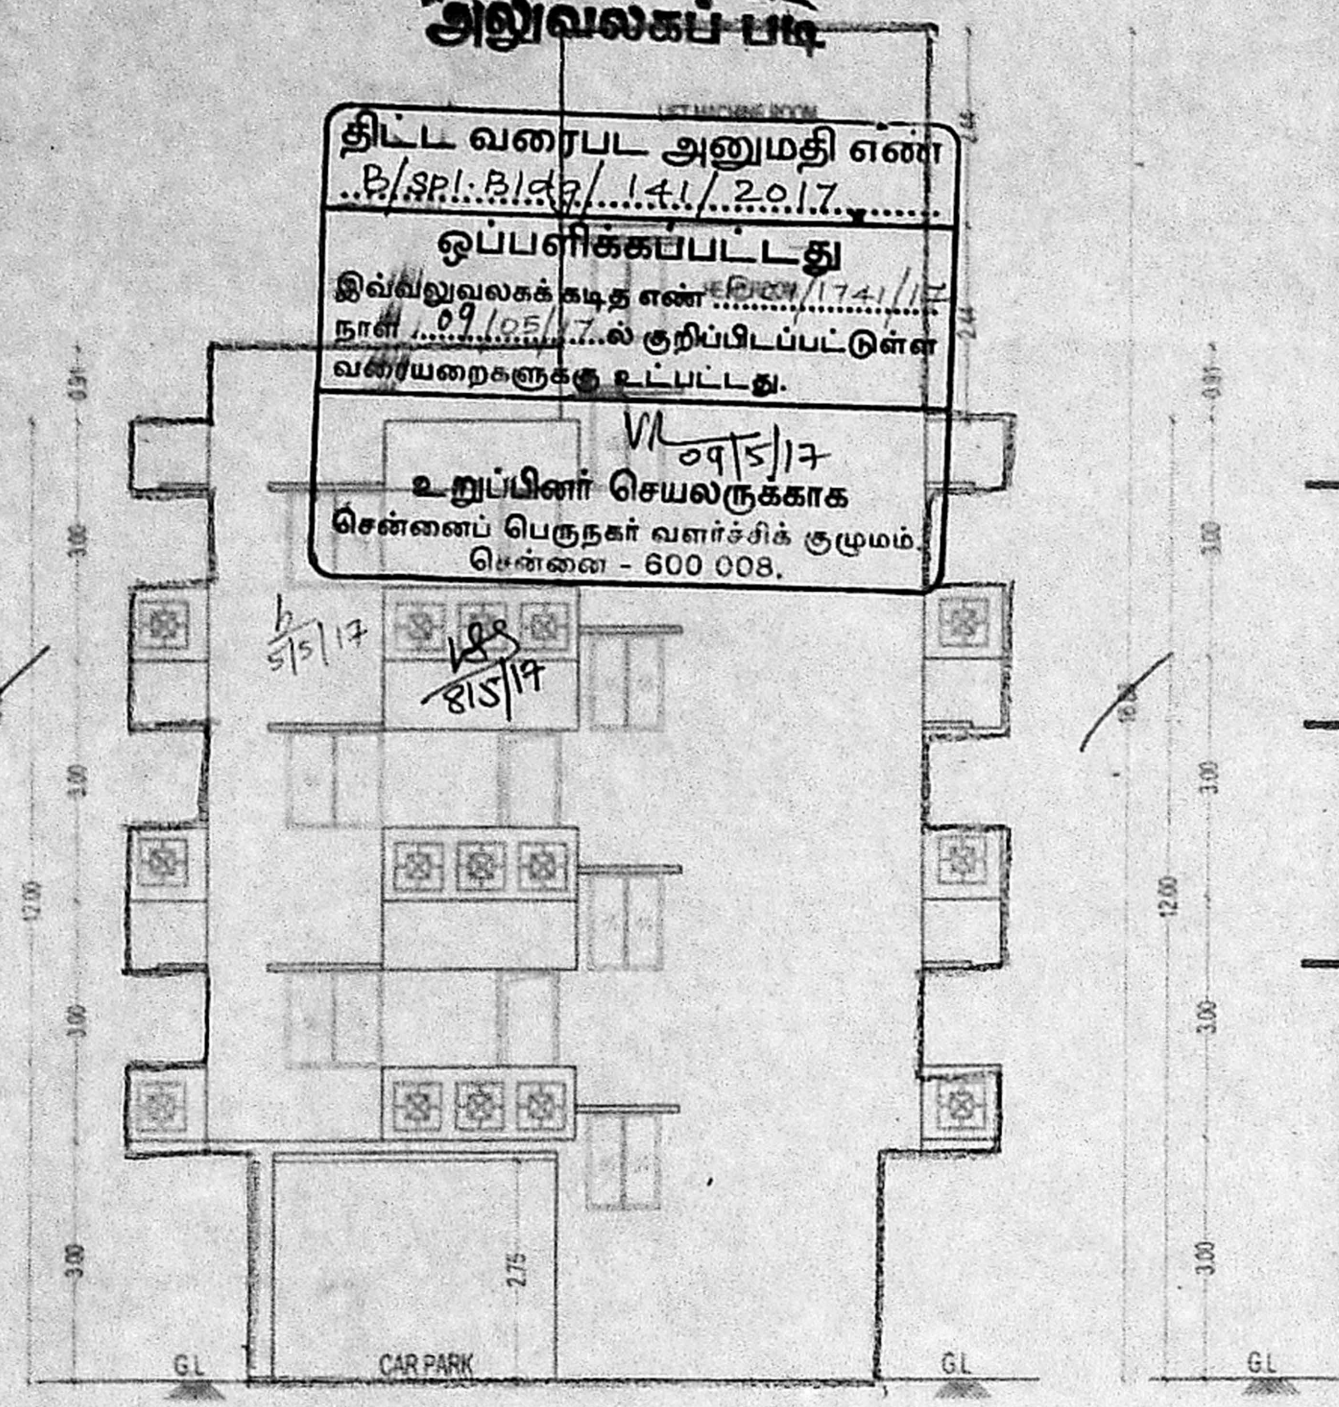 அலுவலகப் படி
LIFT MACHINE ROOM
திட்ட வரைபட அனுமதி எண்
B/Spl.Bldg/141/2017
ஒப்பளிக்கப்பட்டது
இவ்வலுவலகக் கடித எண் /1741/17
நாள் 09/05/17 ல் குறிப்பிடப்பட்டுள்ள
வரையறைகளுக்கு உட்பட்டது.
09/5/17
உறுப்பினர் செயலருக்காக
சென்னைப் பெருநகர் வளர்ச்சிக் குழுமம்,
சென்னை - 600 008.
2.44
2.44
0.91
0.91
3.00
3.00
5/5/17
8/5/17
3.00
3.00
12.00
12.00
3.00
3.00
3.00
2.75
3.00
G.L
CAR PARK
G.L
G.L